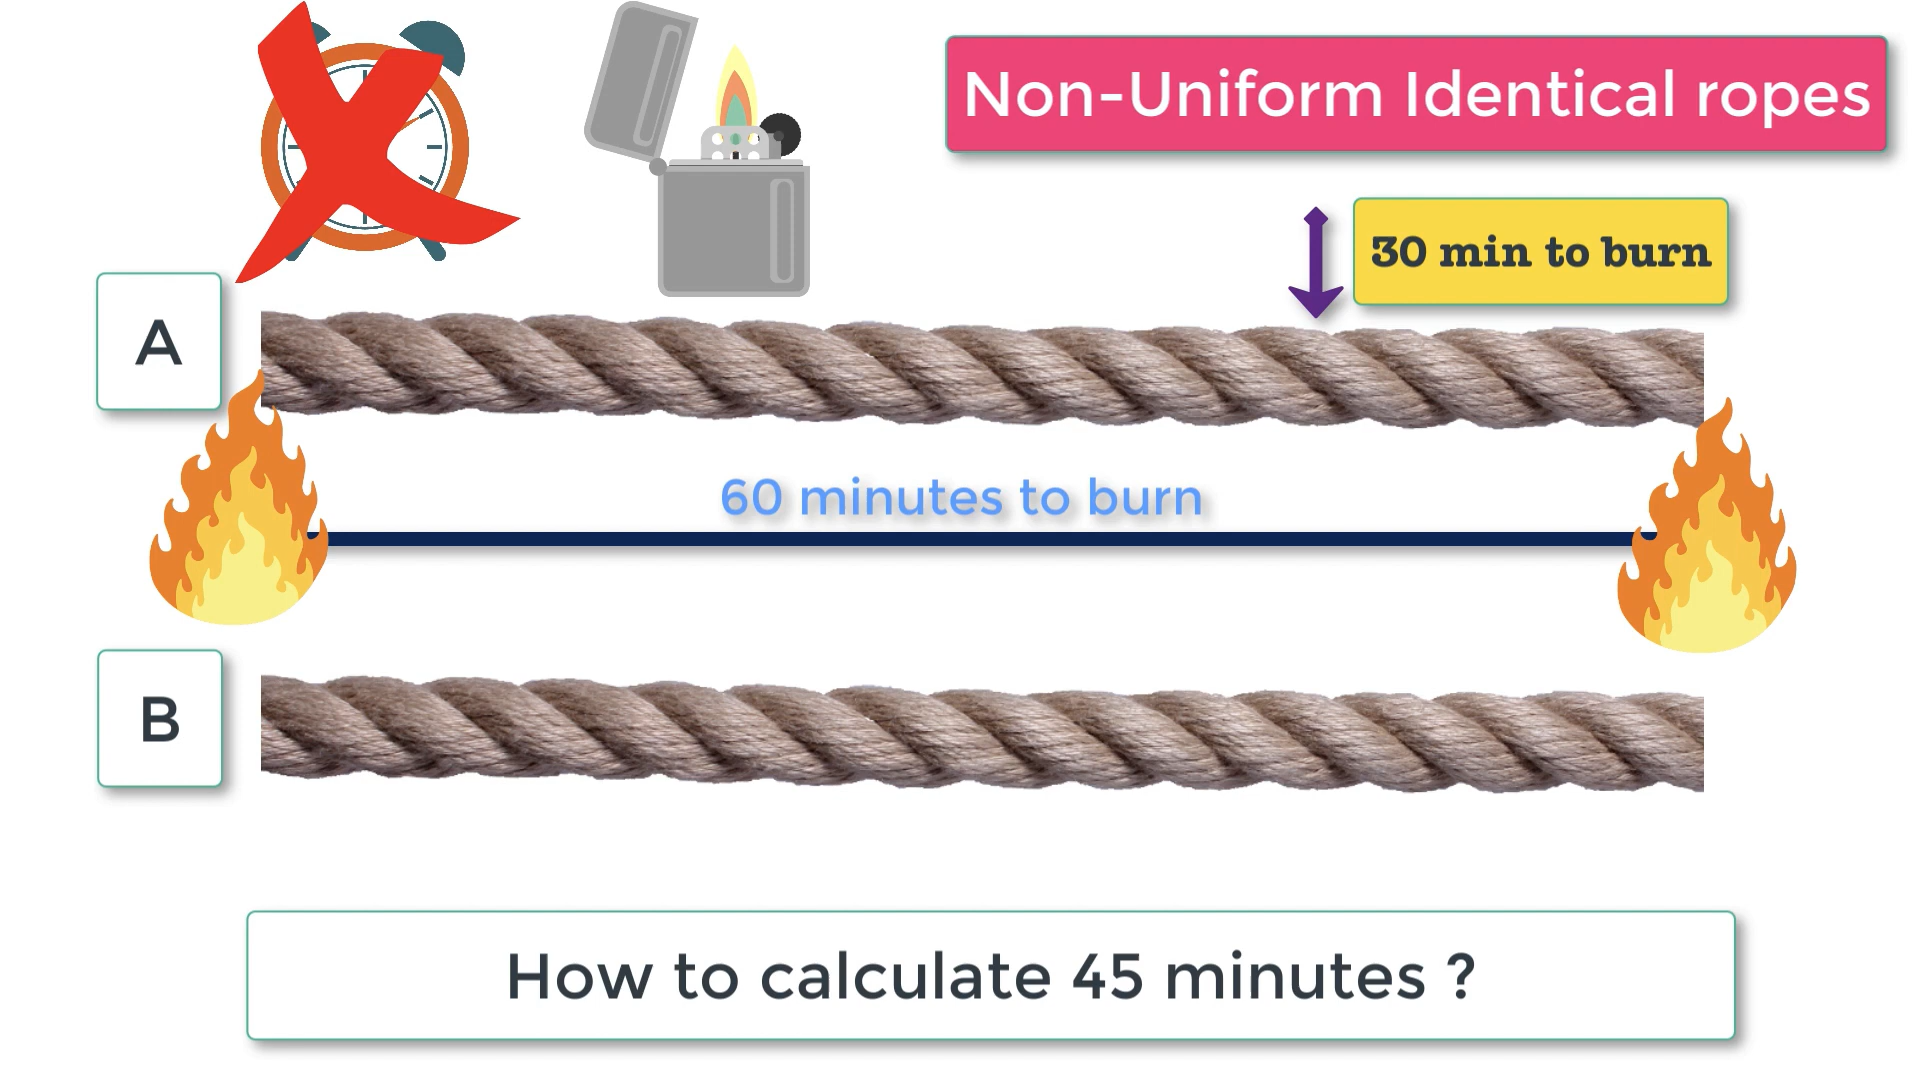 Non-Uniform Identical ropes
30 min to burn
A
60 minutes to burn
B
How to calculate 45 minutes ?